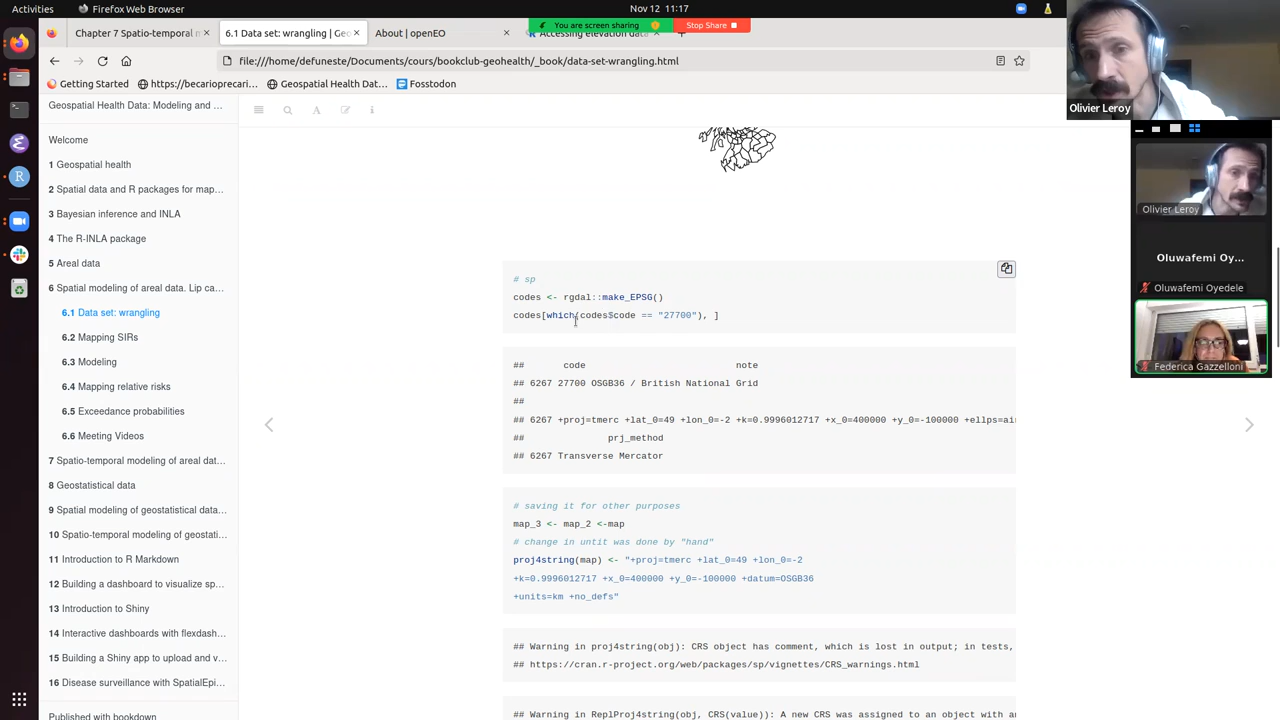 Activities
Firefox Web Browser
Nov 12 11:17
You are screen sharing
Stop Share
Chapter 7 Spatio-temporal m
6.1 Data set: wrangling | Geo
About | openEO
Accessing elevation data
file:///home/defuneste/Documents/cours/bookclub-geohealth/_book/data-set-wrangling.html
Getting Started
https://becarioprecari...
Geospatial Health Dat...
Fosstodon
Geospatial Health Data: Modeling and ...
Welcome
1 Geospatial health
2 Spatial data and R packages for map...
3 Bayesian inference and INLA
4 The R-INLA package
5 Areal data
6 Spatial modeling of areal data. Lip ca...
6.1 Data set: wrangling
6.2 Mapping SIRs
6.3 Modeling
6.4 Mapping relative risks
6.5 Exceedance probabilities
6.6 Meeting Videos
7 Spatio-temporal modeling of areal dat...
8 Geostatistical data
9 Spatial modeling of geostatistical data...
10 Spatio-temporal modeling of geostati...
11 Introduction to R Markdown
12 Building a dashboard to visualize sp...
13 Introduction to Shiny
14 Interactive dashboards with flexdash...
15 Building a Shiny app to upload and v...
16 Disease surveillance with SpatialEpi...
Published with bookdown
# sp
codes <- rgdal::make_EPSG()
codes[which(codes$code == "27700"), ]
## code note
## 6267 27700 OSGB36 / British National Grid
##
## 6267 +proj=tmerc +lat_0=49 +lon_0=-2 +k=0.9996012717 +x_0=400000 +y_0=-100000 +ellps=ai
## prj_method
## 6267 Transverse Mercator
# saving it for other purposes
map_3 <- map_2 <-map
# change in untit was done by "hand"
proj4string(map) <- "+proj=tmerc +lat_0=49 +lon_0=-2
+k=0.9996012717 +x_0=400000 +y_0=-100000 +datum=OSGB36
+units=km +no_defs"
## Warning in proj4string(obj): CRS object has comment, which is lost in output; in tests,
## https://cran.r-project.org/web/packages/sp/vignettes/CRS_warnings.html
## Warning in ReplProj4string(obj, CRS(value)): A new CRS was assigned to an object with an
Olivier Leroy
Olivier Leroy
Oluwafemi Oy...
Oluwafemi Oyedele
Federica Gazzelloni